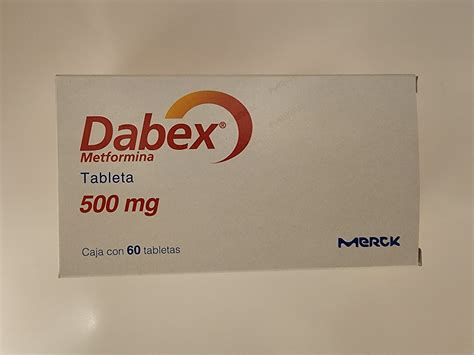 Dabex®
Metformina
Tableta
500 mg
Caja con 60 tabletas
MERCK